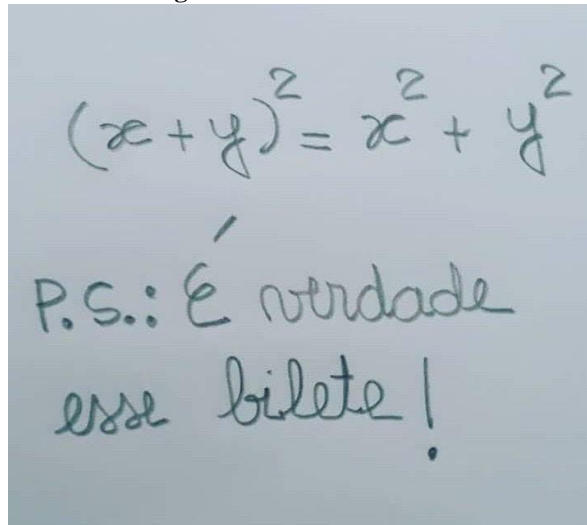 (x+y)² = x² + y²
P.S.: É verdade
esse bilete!